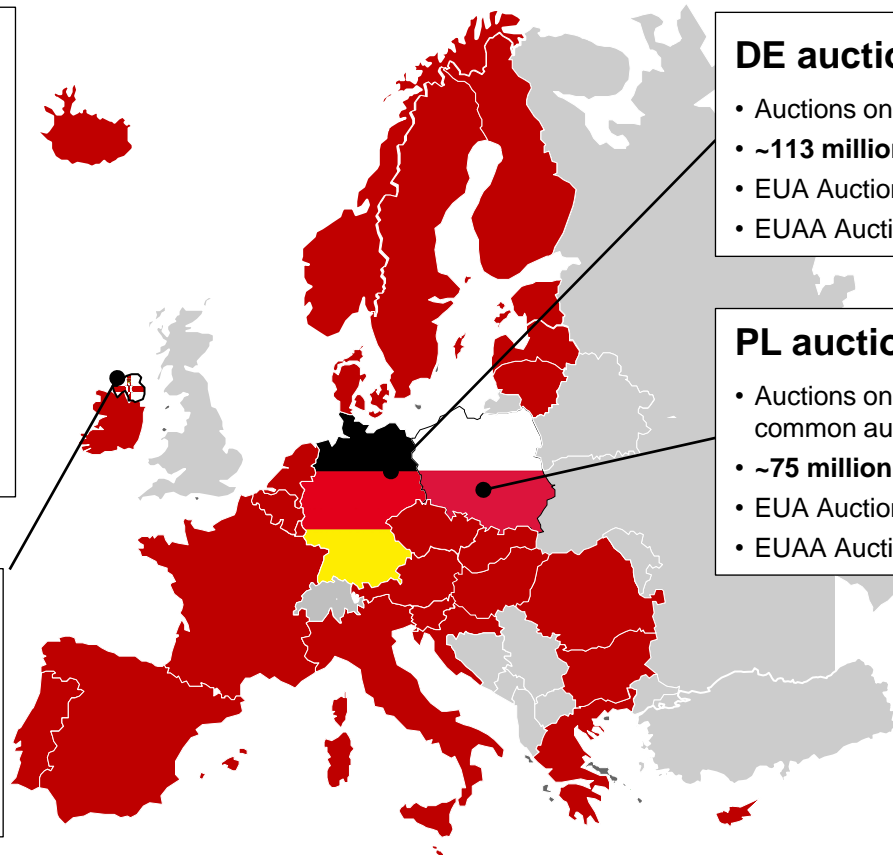 DE auctio
• Auctions on
• ~113 million
• EUA Auction
• EUAA Aucti
PL auctio
• Auctions on
common au
• ~75 million
• EUA Auction
• EUAA Aucti